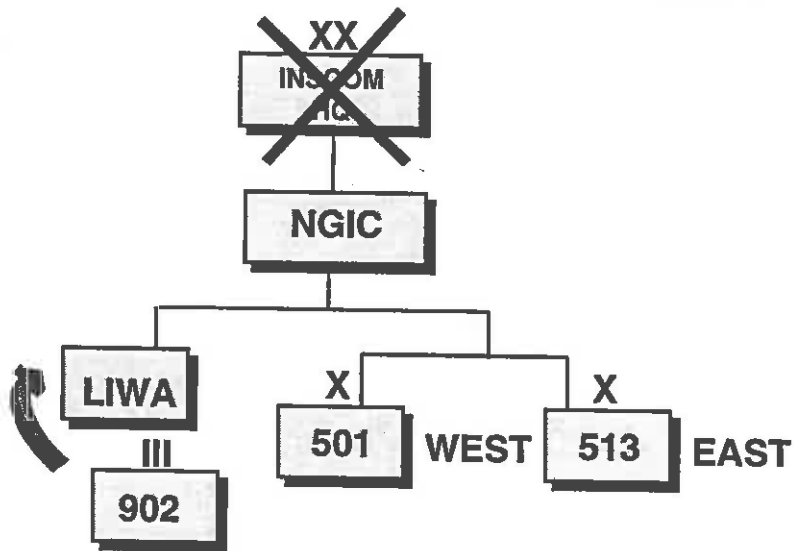 XX
INSCOM
HQ
NGIC
LIWA
X
501
WEST
X
513
EAST
III
902